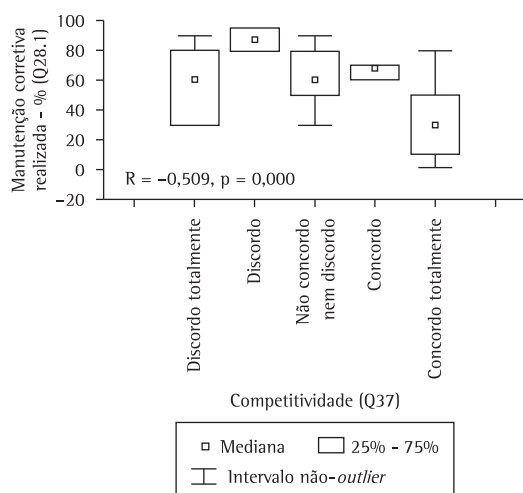 Manutenção corretiva
realizada - % (Q28.1)
100
80
60
40
20
0
−20
R = −0,509, p = 0,000
Discordo totalmente
Discordo
Não concordo
nem discordo
Concordo
Concordo totalmente
Competitividade (Q37)
Mediana
25% - 75%
Intervalo não-outlier